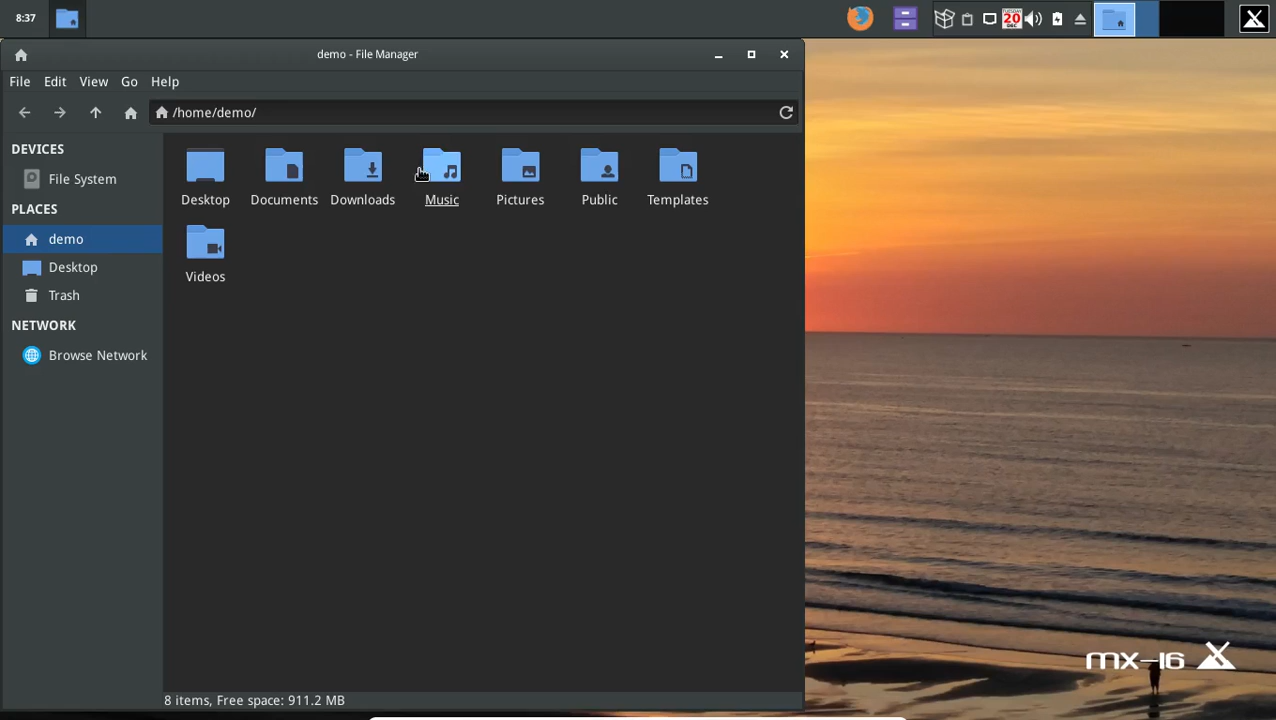 8:37
TUESDAY
20
DEC
demo - File Manager
File Edit View Go Help
/home/demo/
DEVICES
File System
PLACES
demo
Desktop
Trash
NETWORK
Browse Network
Desktop Documents Downloads Music Pictures Public Templates
Videos
8 items, Free space: 911.2 MB
mx-16